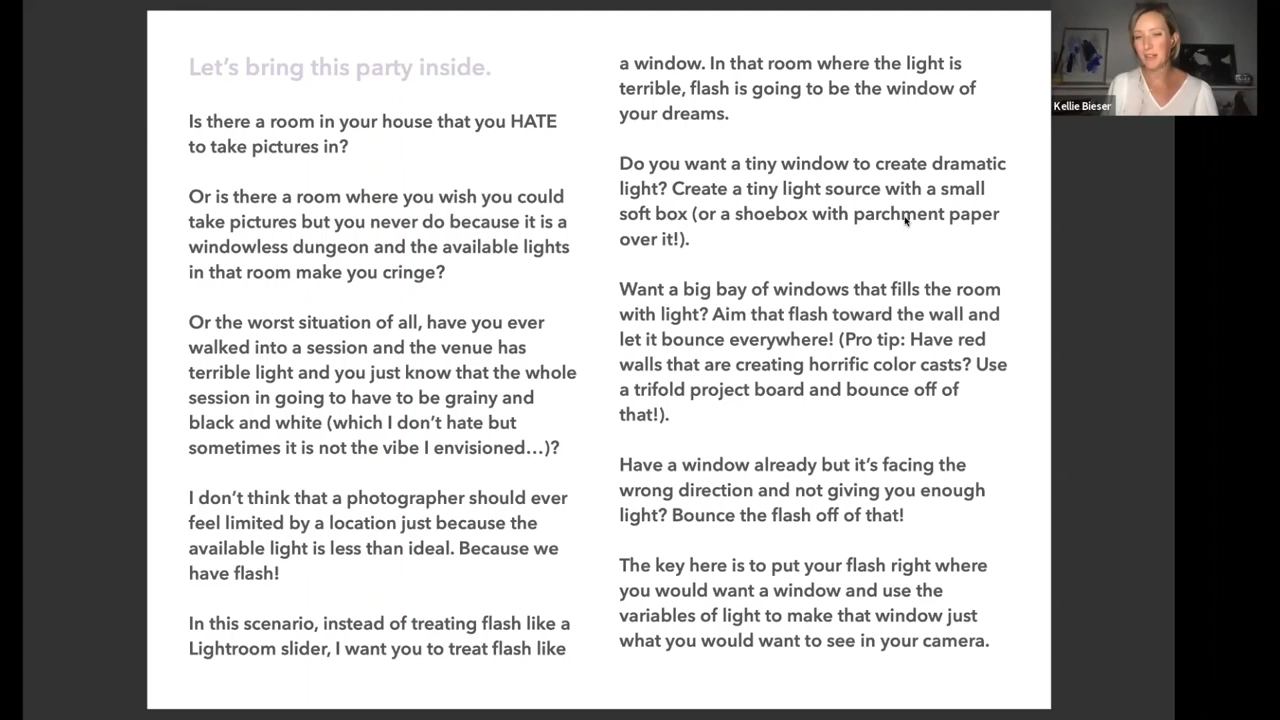 Let's bring this party inside.
Is there a room in your house that you HATE
to take pictures in?
Or is there a room where you wish you could
take pictures but you never do because it is a
windowless dungeon and the available lights
in that room make you cringe?
Or the worst situation of all, have you ever
walked into a session and the venue has
terrible light and you just know that the whole
session in going to have to be grainy and
black and white (which I don't hate but
sometimes it is not the vibe I envisioned…)?
I don't think that a photographer should ever
feel limited by a location just because the
available light is less than ideal. Because we
have flash!
In this scenario, instead of treating flash like a
Lightroom slider, I want you to treat flash like
a window. In that room where the light is
terrible, flash is going to be the window of
your dreams.
Do you want a tiny window to create dramatic
light? Create a tiny light source with a small
soft box (or a shoebox with parchment paper
over it!).
Want a big bay of windows that fills the room
with light? Aim that flash toward the wall and
let it bounce everywhere! (Pro tip: Have red
walls that are creating horrific color casts? Use
a trifold project board and bounce off of
that!).
Have a window already but it's facing the
wrong direction and not giving you enough
light? Bounce the flash off of that!
The key here is to put your flash right where
you would want a window and use the
variables of light to make that window just
what you would want to see in your camera.
Kellie Bieser